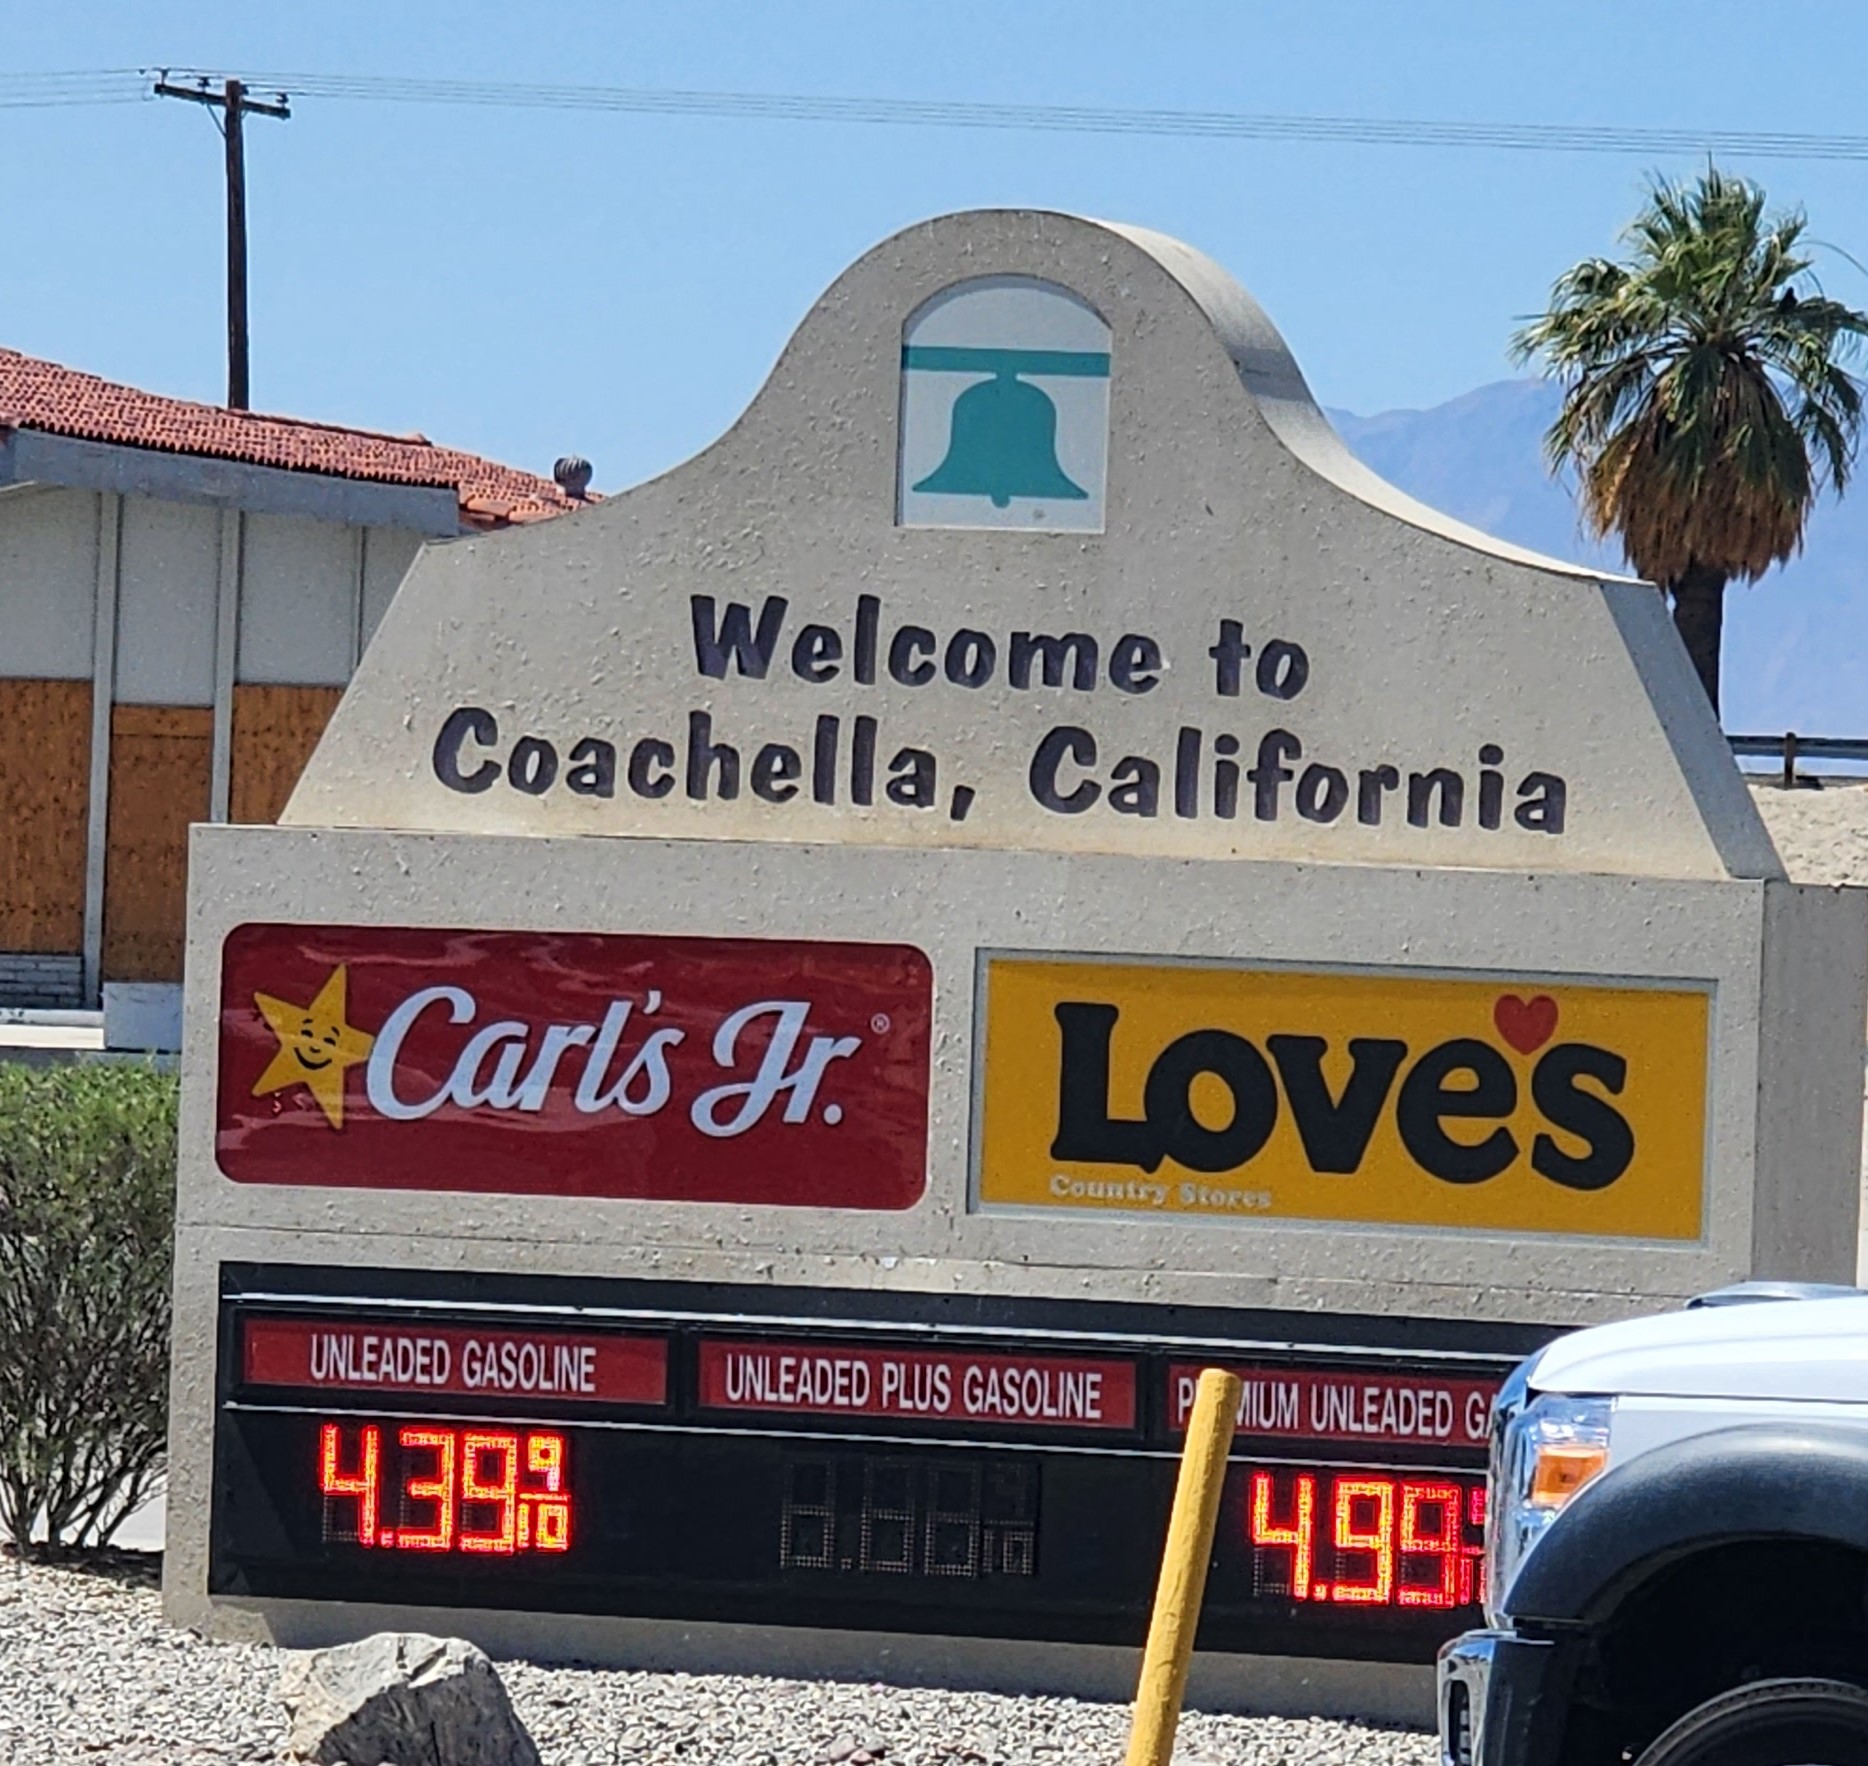 Welcome to
Coachella, California
Carl's Jr.®
Love's
Country Stores
UNLEADED GASOLINE
UNLEADED PLUS GASOLINE
UNLEADED
4.39 9/10
4.99